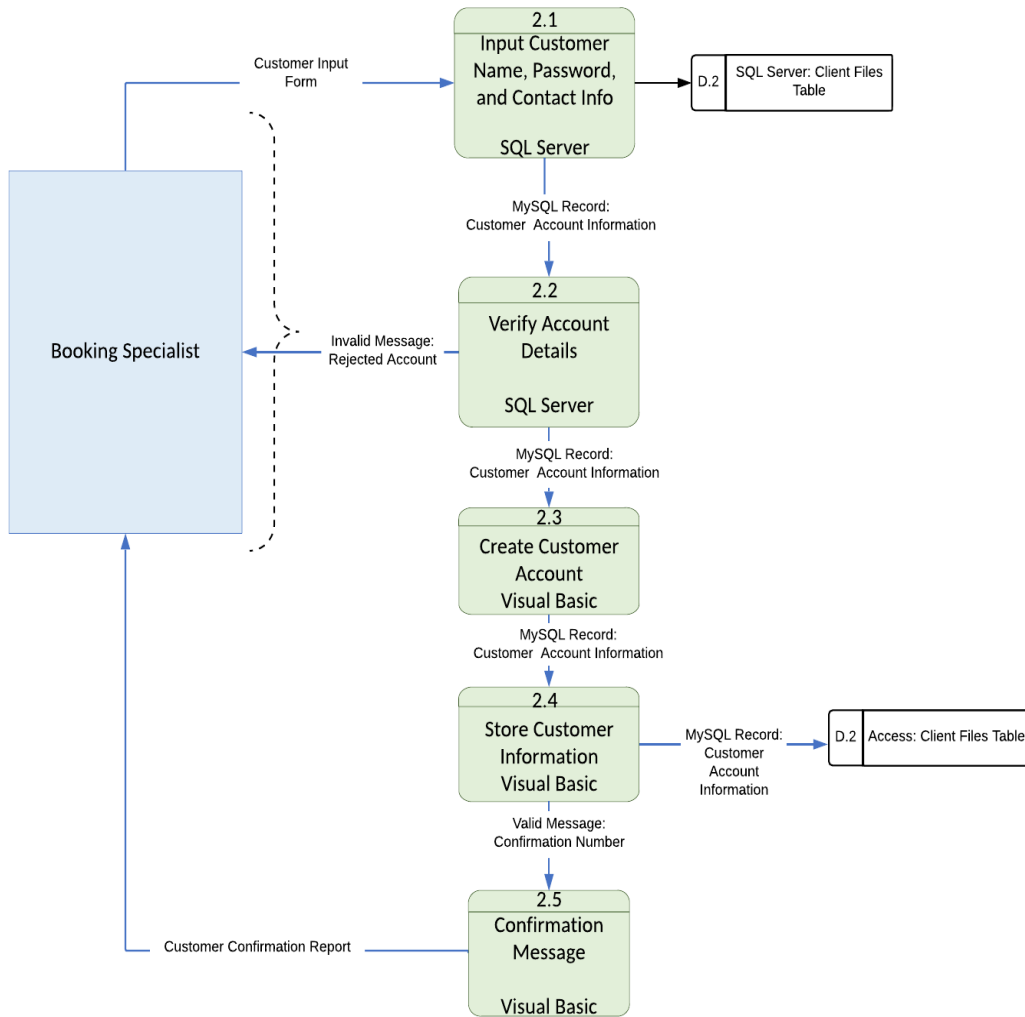 2.1
Input Customer
Name, Password,
and Contact Info
SQL Server
Customer Input
Form
D.2
SQL Server: Client Files
Table
MySQL Record:
Customer Account Information
2.2
Verify Account
Details
SQL Server
Booking Specialist
Invalid Message:
Rejected Account
MySQL Record:
Customer Account Information
2.3
Create Customer
Account
Visual Basic
MySQL Record:
Customer Account Information
2.4
Store Customer
Information
Visual Basic
MySQL Record:
Customer
Account
Information
D.2
Access: Client Files Table
Valid Message:
Confirmation Number
2.5
Confirmation
Message
Visual Basic
Customer Confirmation Report